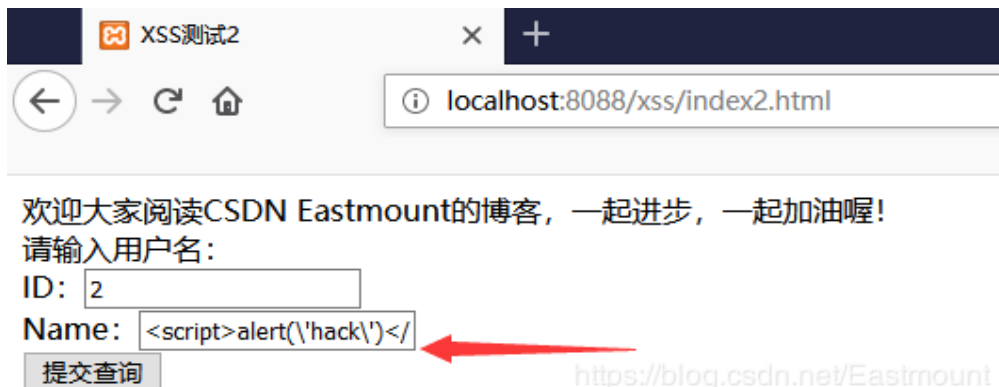 XSS测试2
localhost:8088/xss/index2.html
欢迎大家阅读CSDN Eastmount的博客，一起进步，一起加油喔！
请输入用户名：
ID：2
Name：<script>alert(\'hack\')</
提交查询
https://blog.csdn.net/Eastmount